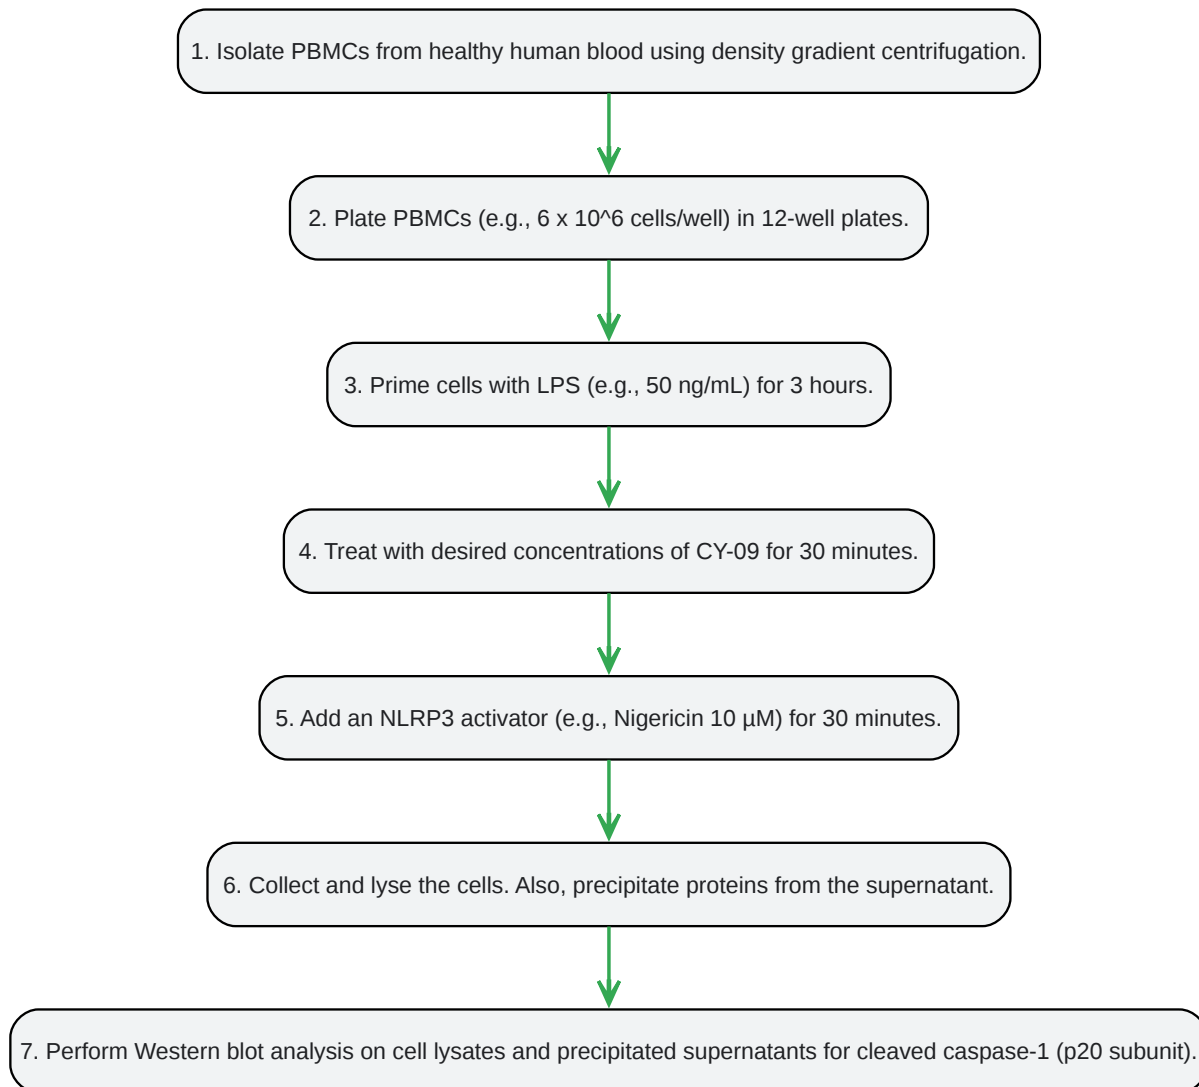 1. Isolate PBMCs from healthy human blood using density gradient centrifugation.
2. Plate PBMCs (e.g., 6 x 10^6 cells/well) in 12-well plates.
3. Prime cells with LPS (e.g., 50 ng/mL) for 3 hours.
4. Treat with desired concentrations of CY-09 for 30 minutes.
5. Add an NLRP3 activator (e.g., Nigericin 10 µM) for 30 minutes.
6. Collect and lyse the cells. Also, precipitate proteins from the supernatant.
7. Perform Western blot analysis on cell lysates and precipitated supernatants for cleaved caspase-1 (p20 subunit).